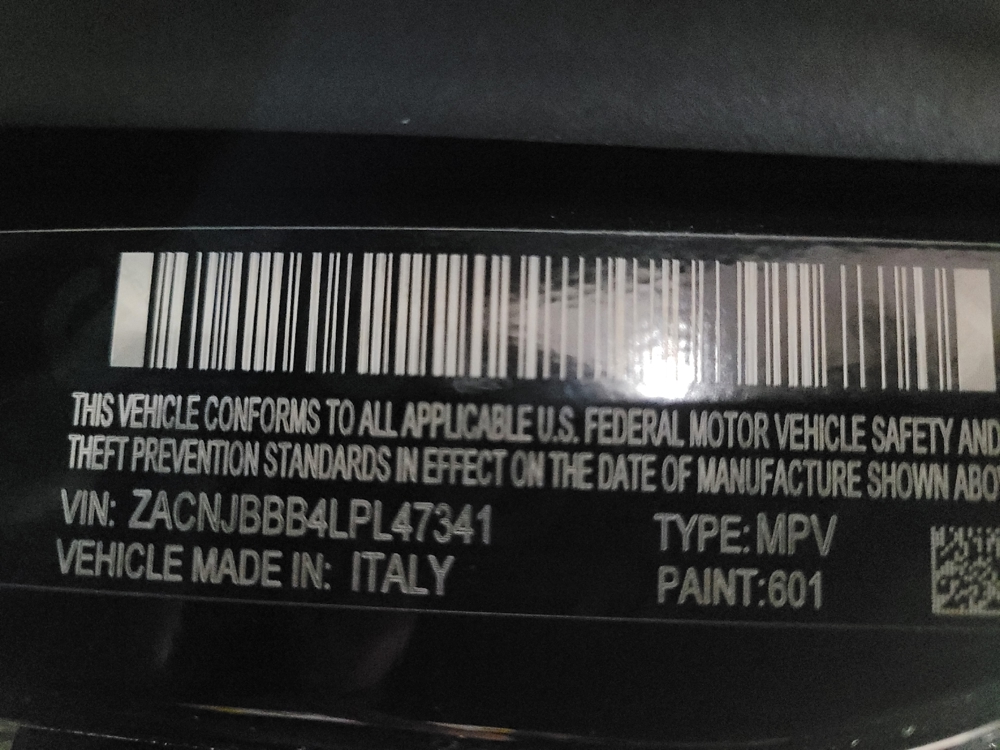 THIS VEHICLE CONFORMS TO ALL APPLICABLE U.S. FEDERAL MOTOR VEHICLE SAFETY AND
THEFT PREVENTION STANDARDS IN EFFECT ON THE DATE OF MANUFACTURE SHOWN ABO
VIN: ZACNJBBB4LPL47341 TYPE: MPV
VEHICLE MADE IN: ITALY PAINT:601